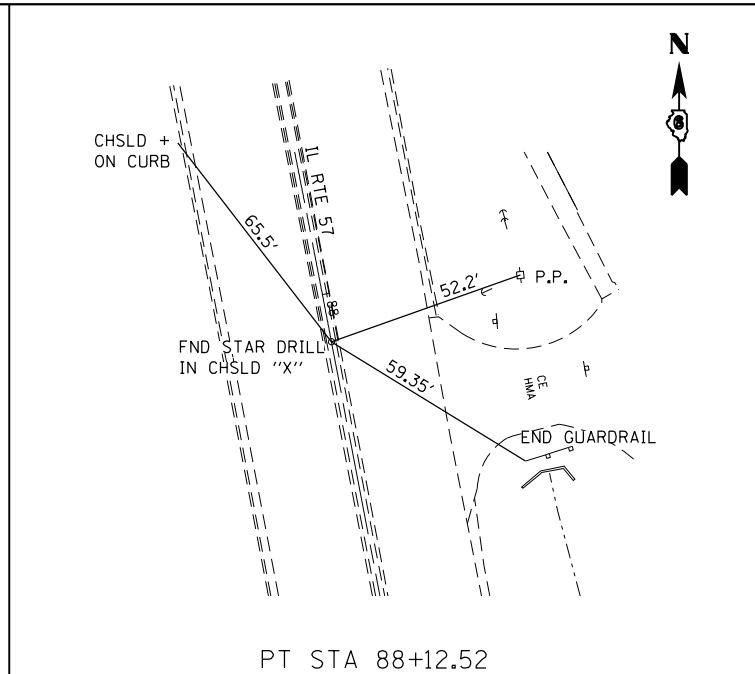 N
6
CHSLD +
ON CURB
IL RTE 57
65.5'
52.2'
P.P.
88
FND STAR DRILL
IN CHSLD "X"
59.35'
CE
HMA
END GUARDRAIL
PT STA 88+12.52